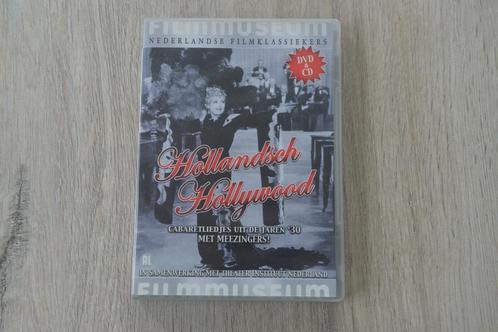 FILMMUSEUM
NEDERLANDSE FILMKLASSIEKERS
DVD
&
CD
Hollandsch
Hollywood
CABARETLIEDJES UIT DE JAREN '30
MET MEEZINGERS!
AL
IN SAMENWERKING MET THEATER INSTITUUT NEDERLAND
FILMMUSEUM